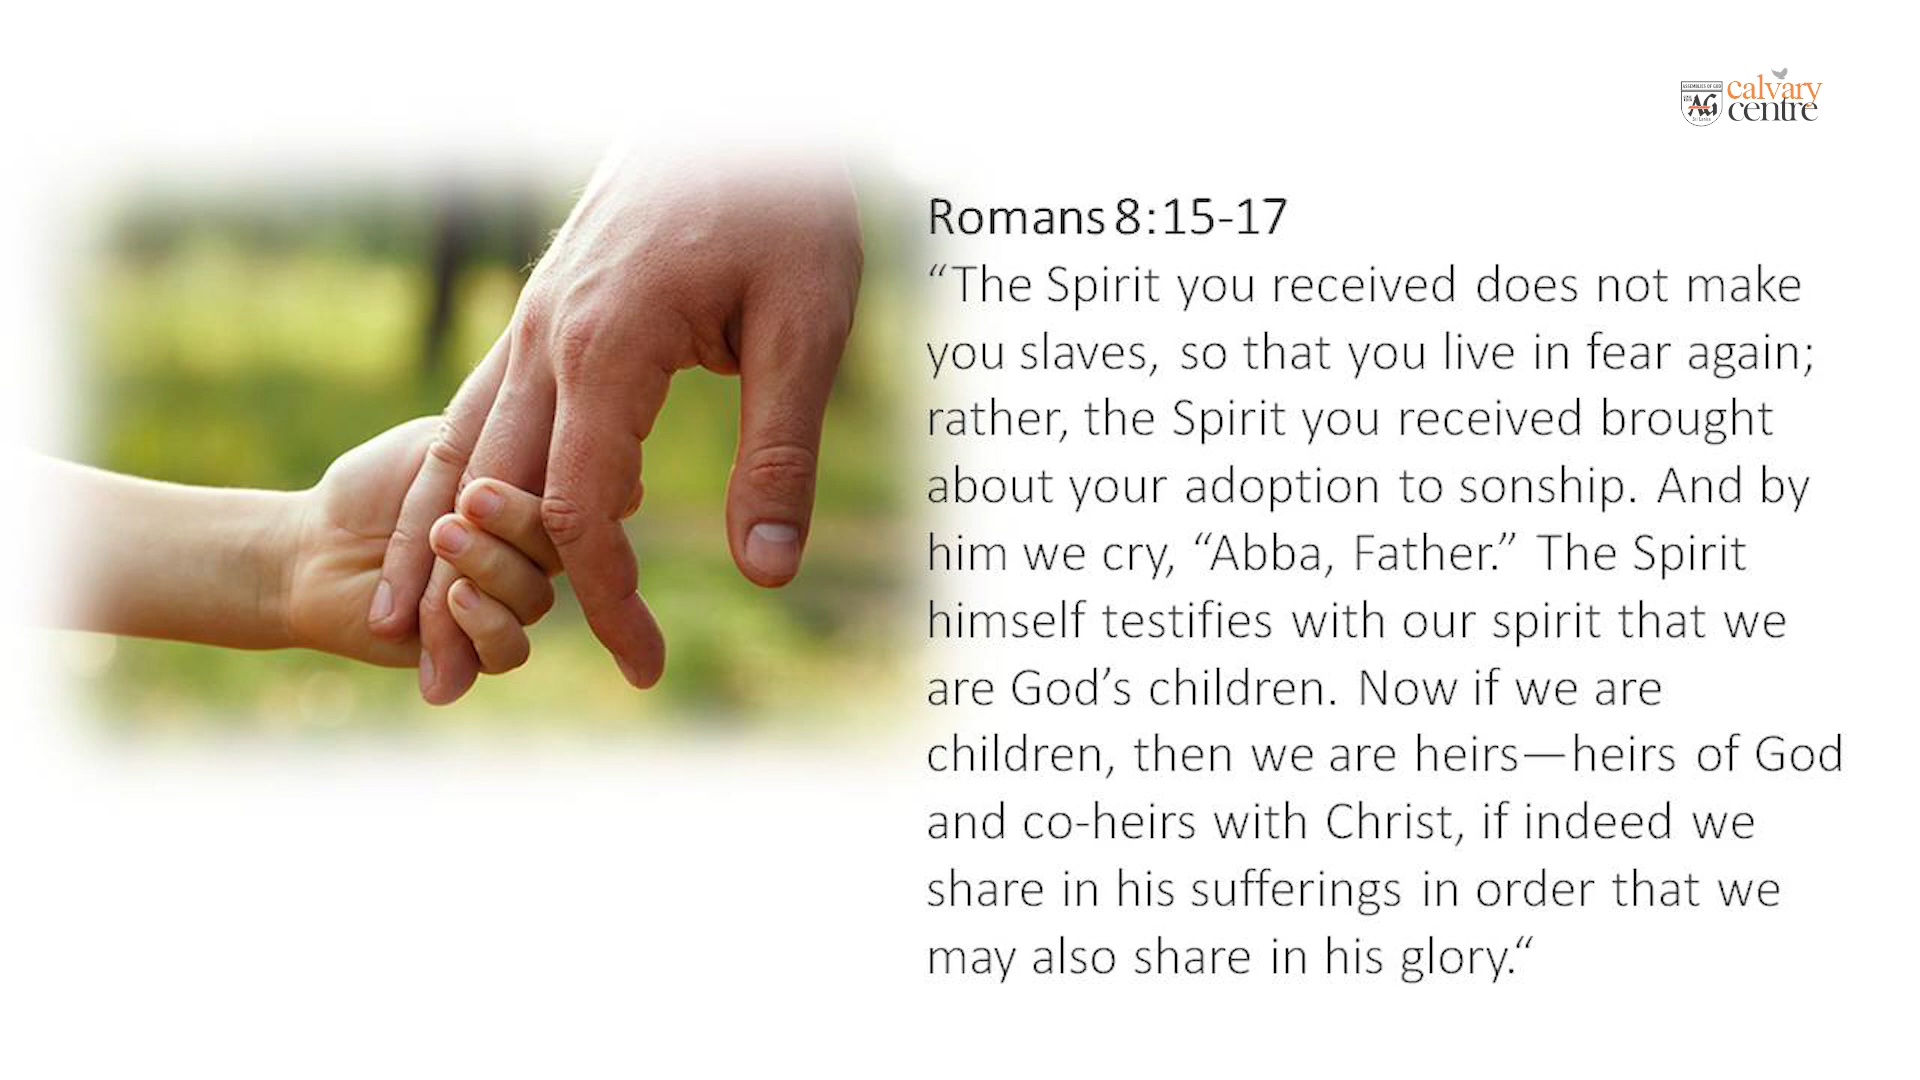 ASSEMBLIES OF GOD
AG
calvary
centre
Romans 8:15-17
“The Spirit you received does not make
you slaves, so that you live in fear again;
rather, the Spirit you received brought
about your adoption to sonship. And by
him we cry, “Abba, Father.” The Spirit
himself testifies with our spirit that we
are God’s children. Now if we are
children, then we are heirs—heirs of God
and co-heirs with Christ, if indeed we
share in his sufferings in order that we
may also share in his glory.“